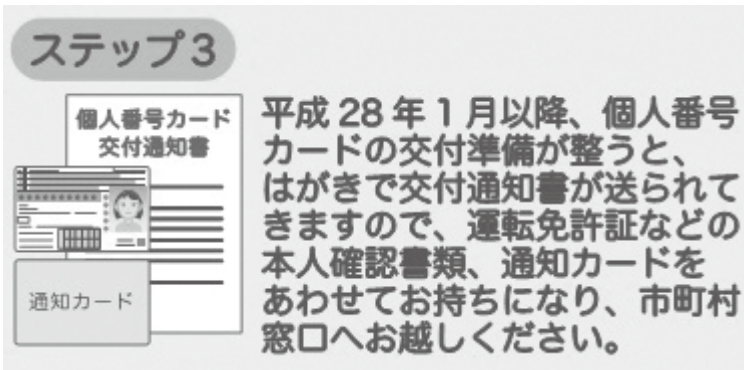 ステップ3
個人番号カード
交付通知書
通知カード
平成28年1月以降、個人番号
カードの交付準備が整うと、
はがきで交付通知書が送られて
きますので、運転免許証などの
本人確認書類、通知カードを
あわせてお持ちになり、市町村
窓口へお越しください。